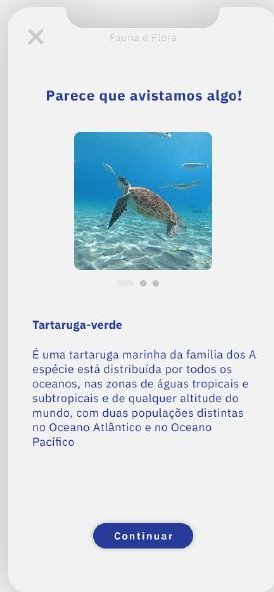 Fauna e Flora
Parece que avistamos algo!
Tartaruga-verde
É uma tartaruga marinha da família dos A
espécie está distribuída por todos os
oceanos, nas zonas de águas tropicais e
subtropicais e de qualquer altitude do
mundo, com duas populações distintas
no Oceano Atlântico e no Oceano
Pacífico
Continuar